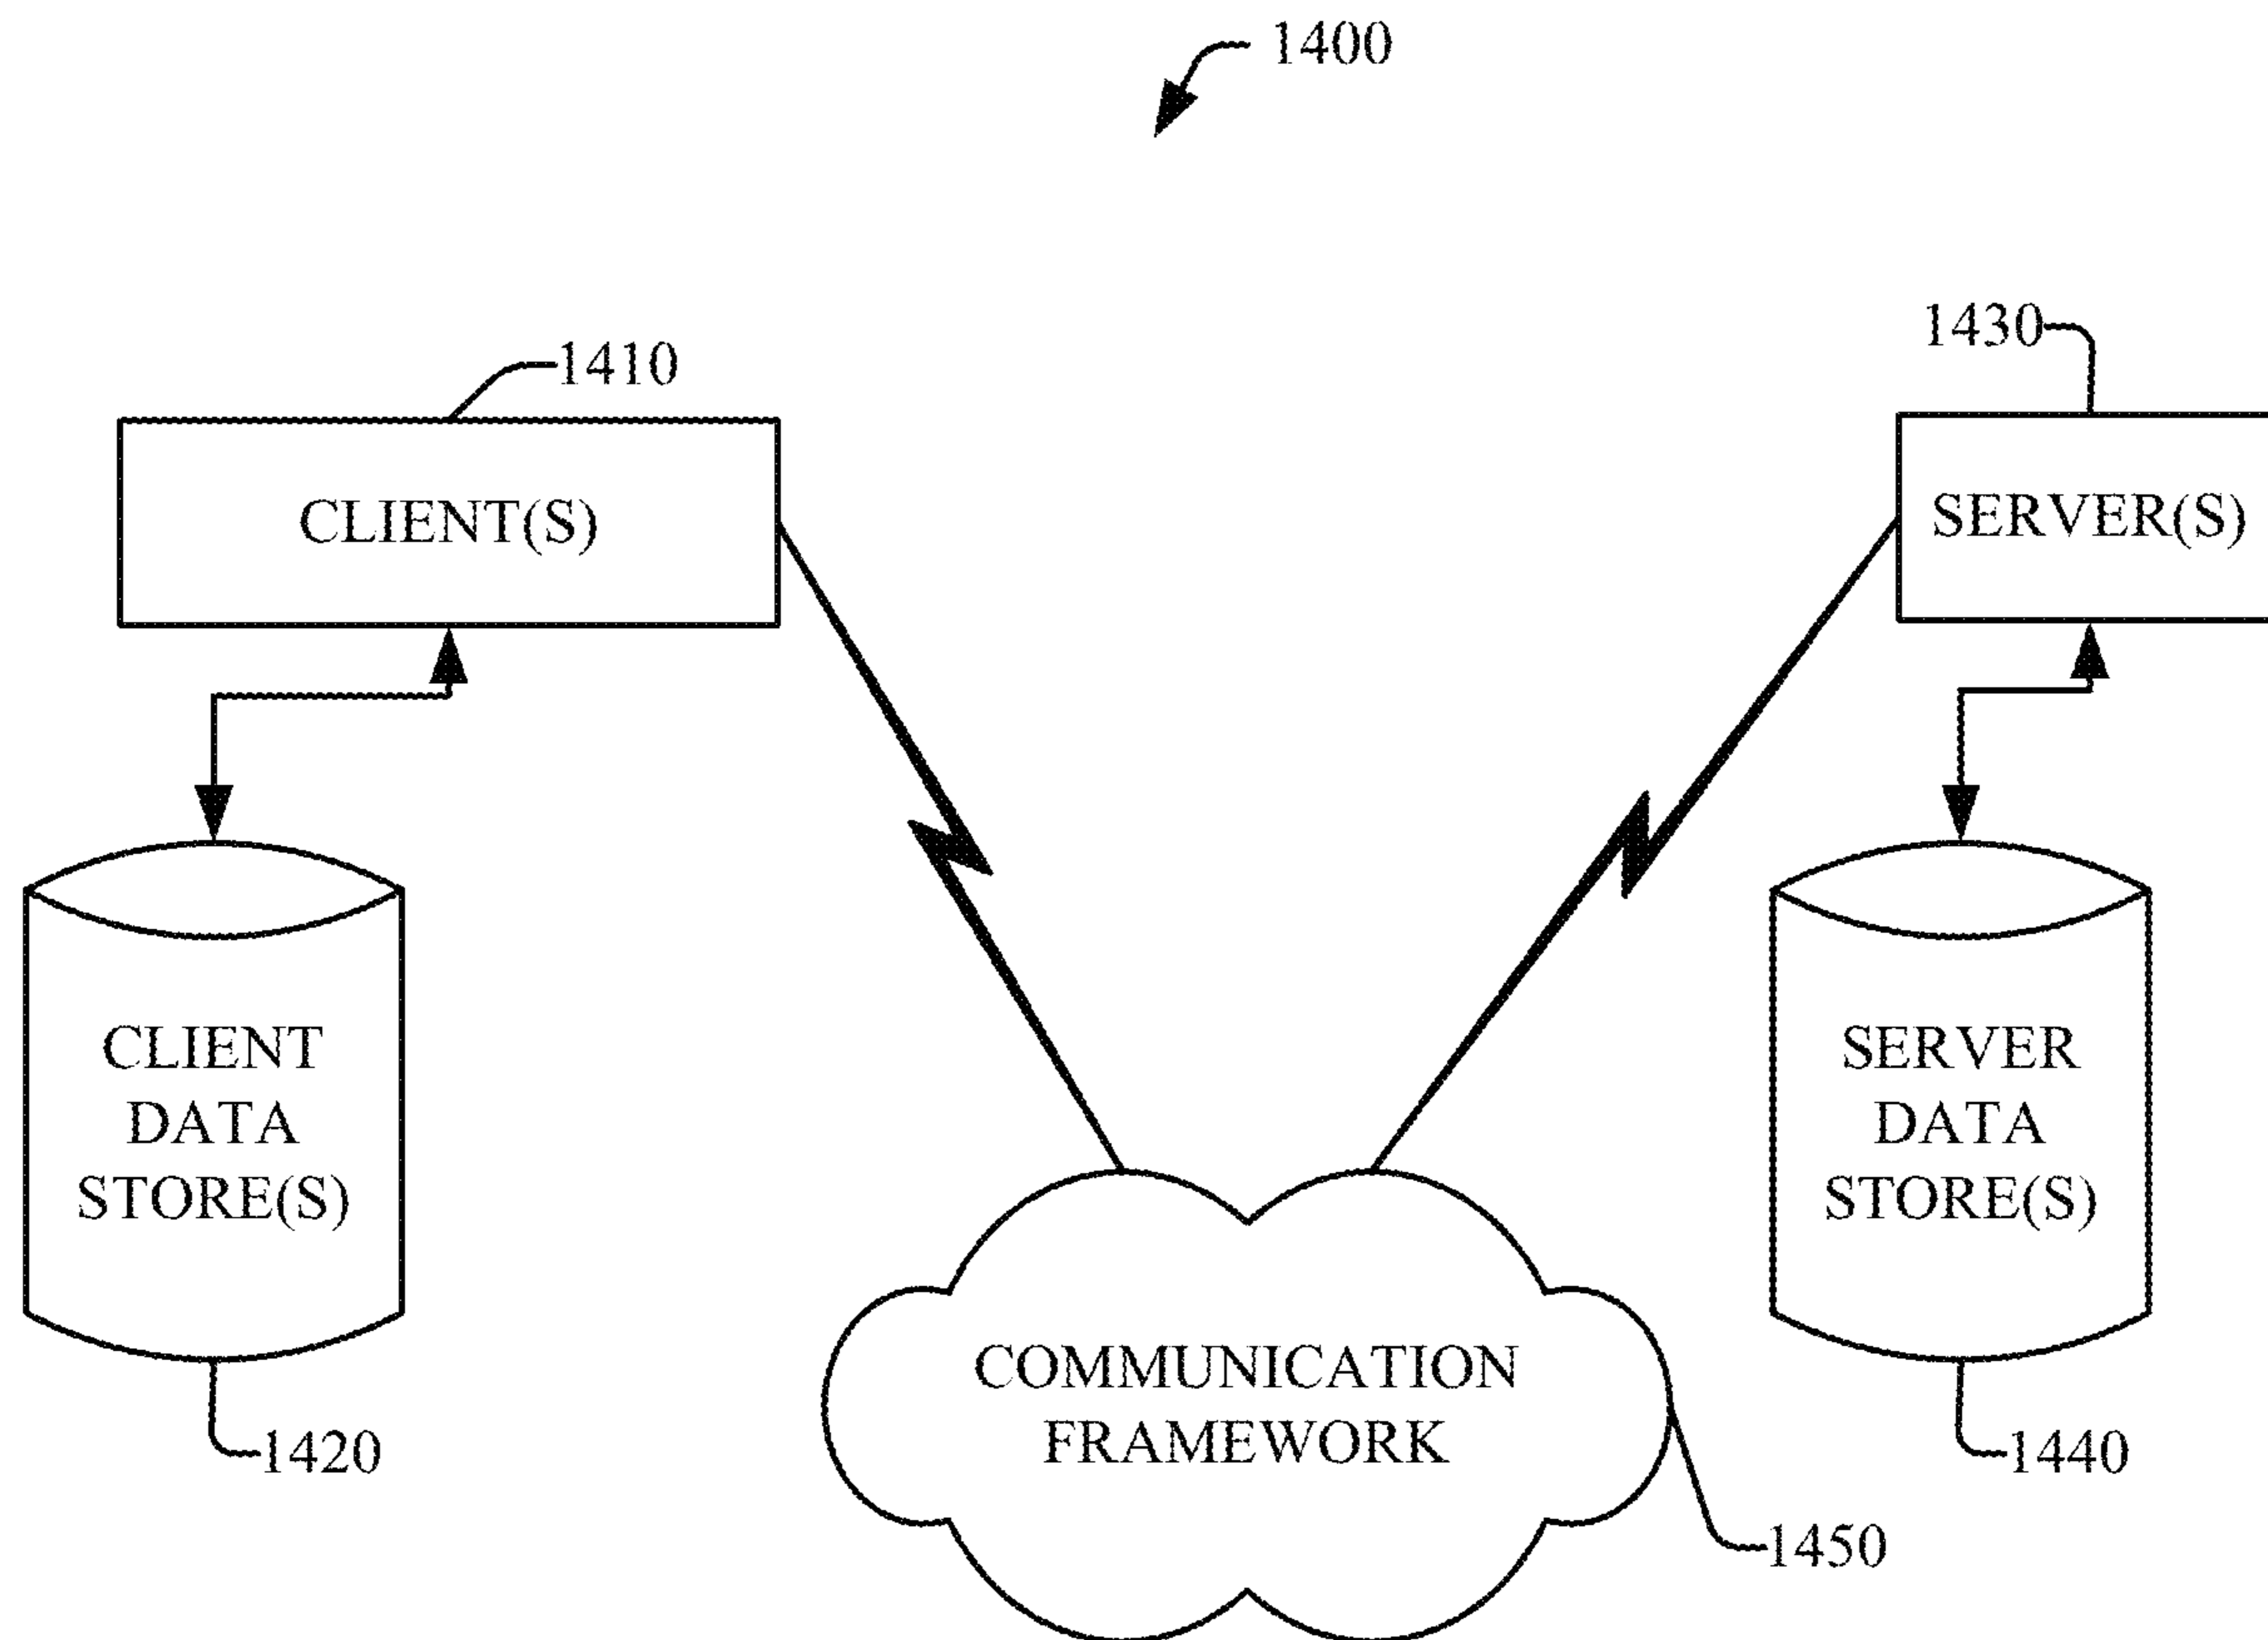 1400
1410
1430
CLIENT(S)
SERVER(S)
CLIENT
DATA
STORE(S)
SERVER
DATA
STORE(S)
COMMUNICATION
FRAMEWORK
1420
1440
1450